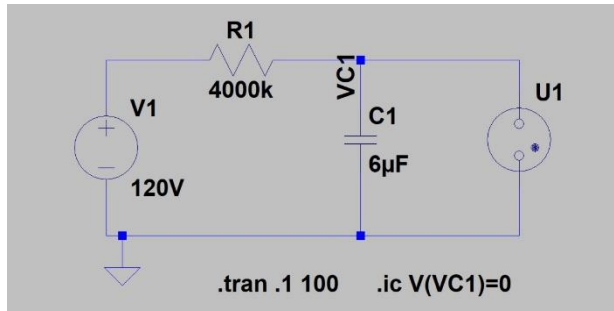 R1
4000k
V1
120V
VC1
C1
6µF
U1
.tran .1 100 .ic V(VC1)=0